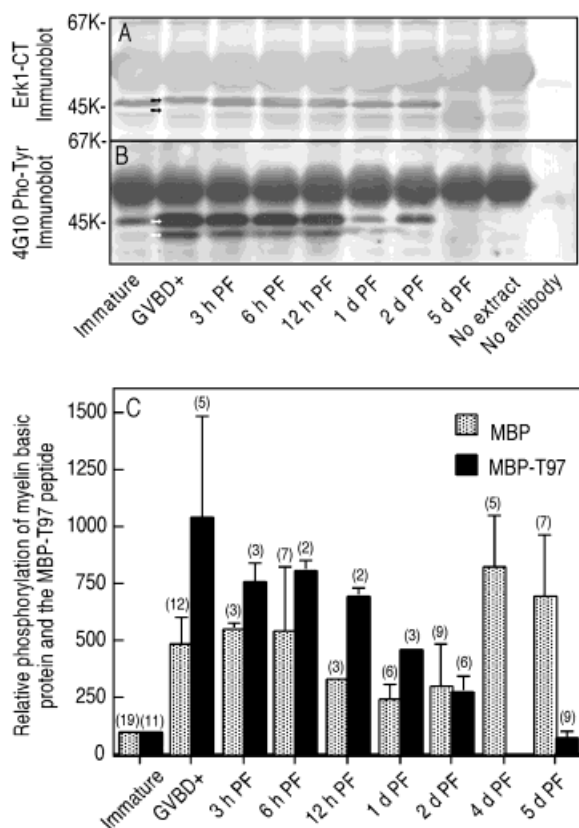 67K-
A
Erk1-CT
Immunoblot
45K-
67K-
B
4G10 Pho-Tyr
Immunoblot
45K-
Immature
GVBD+
3 h PF
6 h PF
12 h PF
1 d PF
2 d PF
5 d PF
No extract
No antibody
C
Relative phosphorylation of myelin basic
protein and the MBP-T97 peptide
1500
1250
1000
750
500
250
0
MBP
MBP-T97
(19)
(11)
(12)
(5)
(3)
(3)
(7)
(2)
(3)
(2)
(6)
(3)
(9)
(6)
(5)
(7)
(9)
Immature
GVBD+
3 h PF
6 h PF
12 h PF
1 d PF
2 d PF
4 d PF
5 d PF